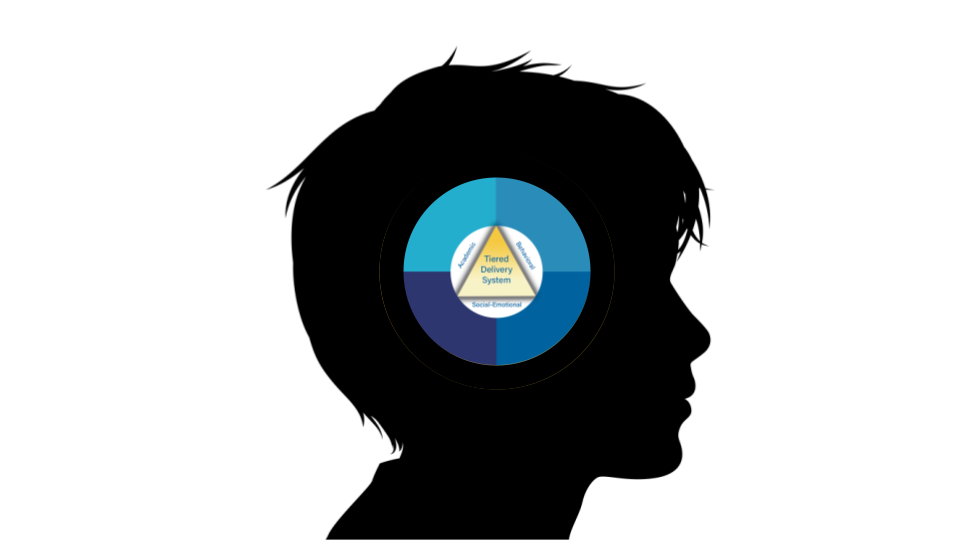 Academic
Behavioral
Tiered
Delivery
System
Social-Emotional